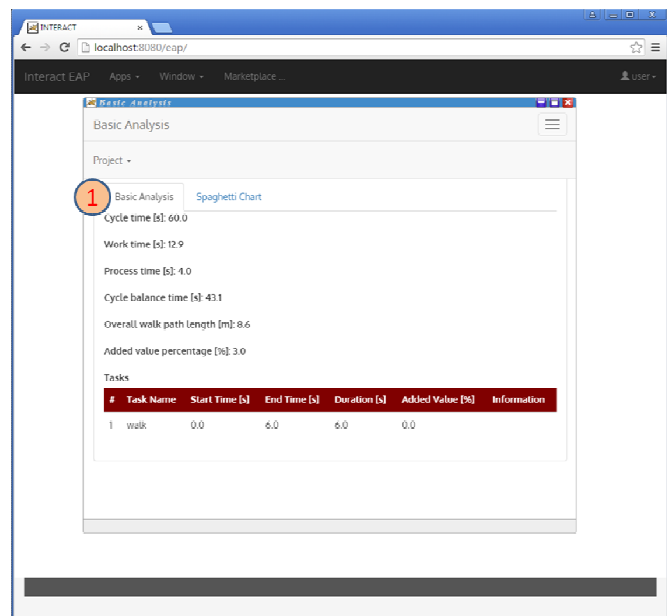 INTERACT
localhost:8080/eap/
Interact EAP Apps Window Marketplace ... user
Basic Analysis
Basic Analysis
Project
1 Basic Analysis Spaghetti Chart
Cycle time [s]: 60.0
Work time [s]: 12.9
Process time [s]: 4.0
Cycle balance time [s]: 43.1
Overall walk path length [m]: 8.6
Added value percentage [%]: 3.0
Tasks
# Task Name Start Time [s] End Time [s] Duration [s] Added Value [%] Information
1 walk 0.0 6.0 6.0 0.0